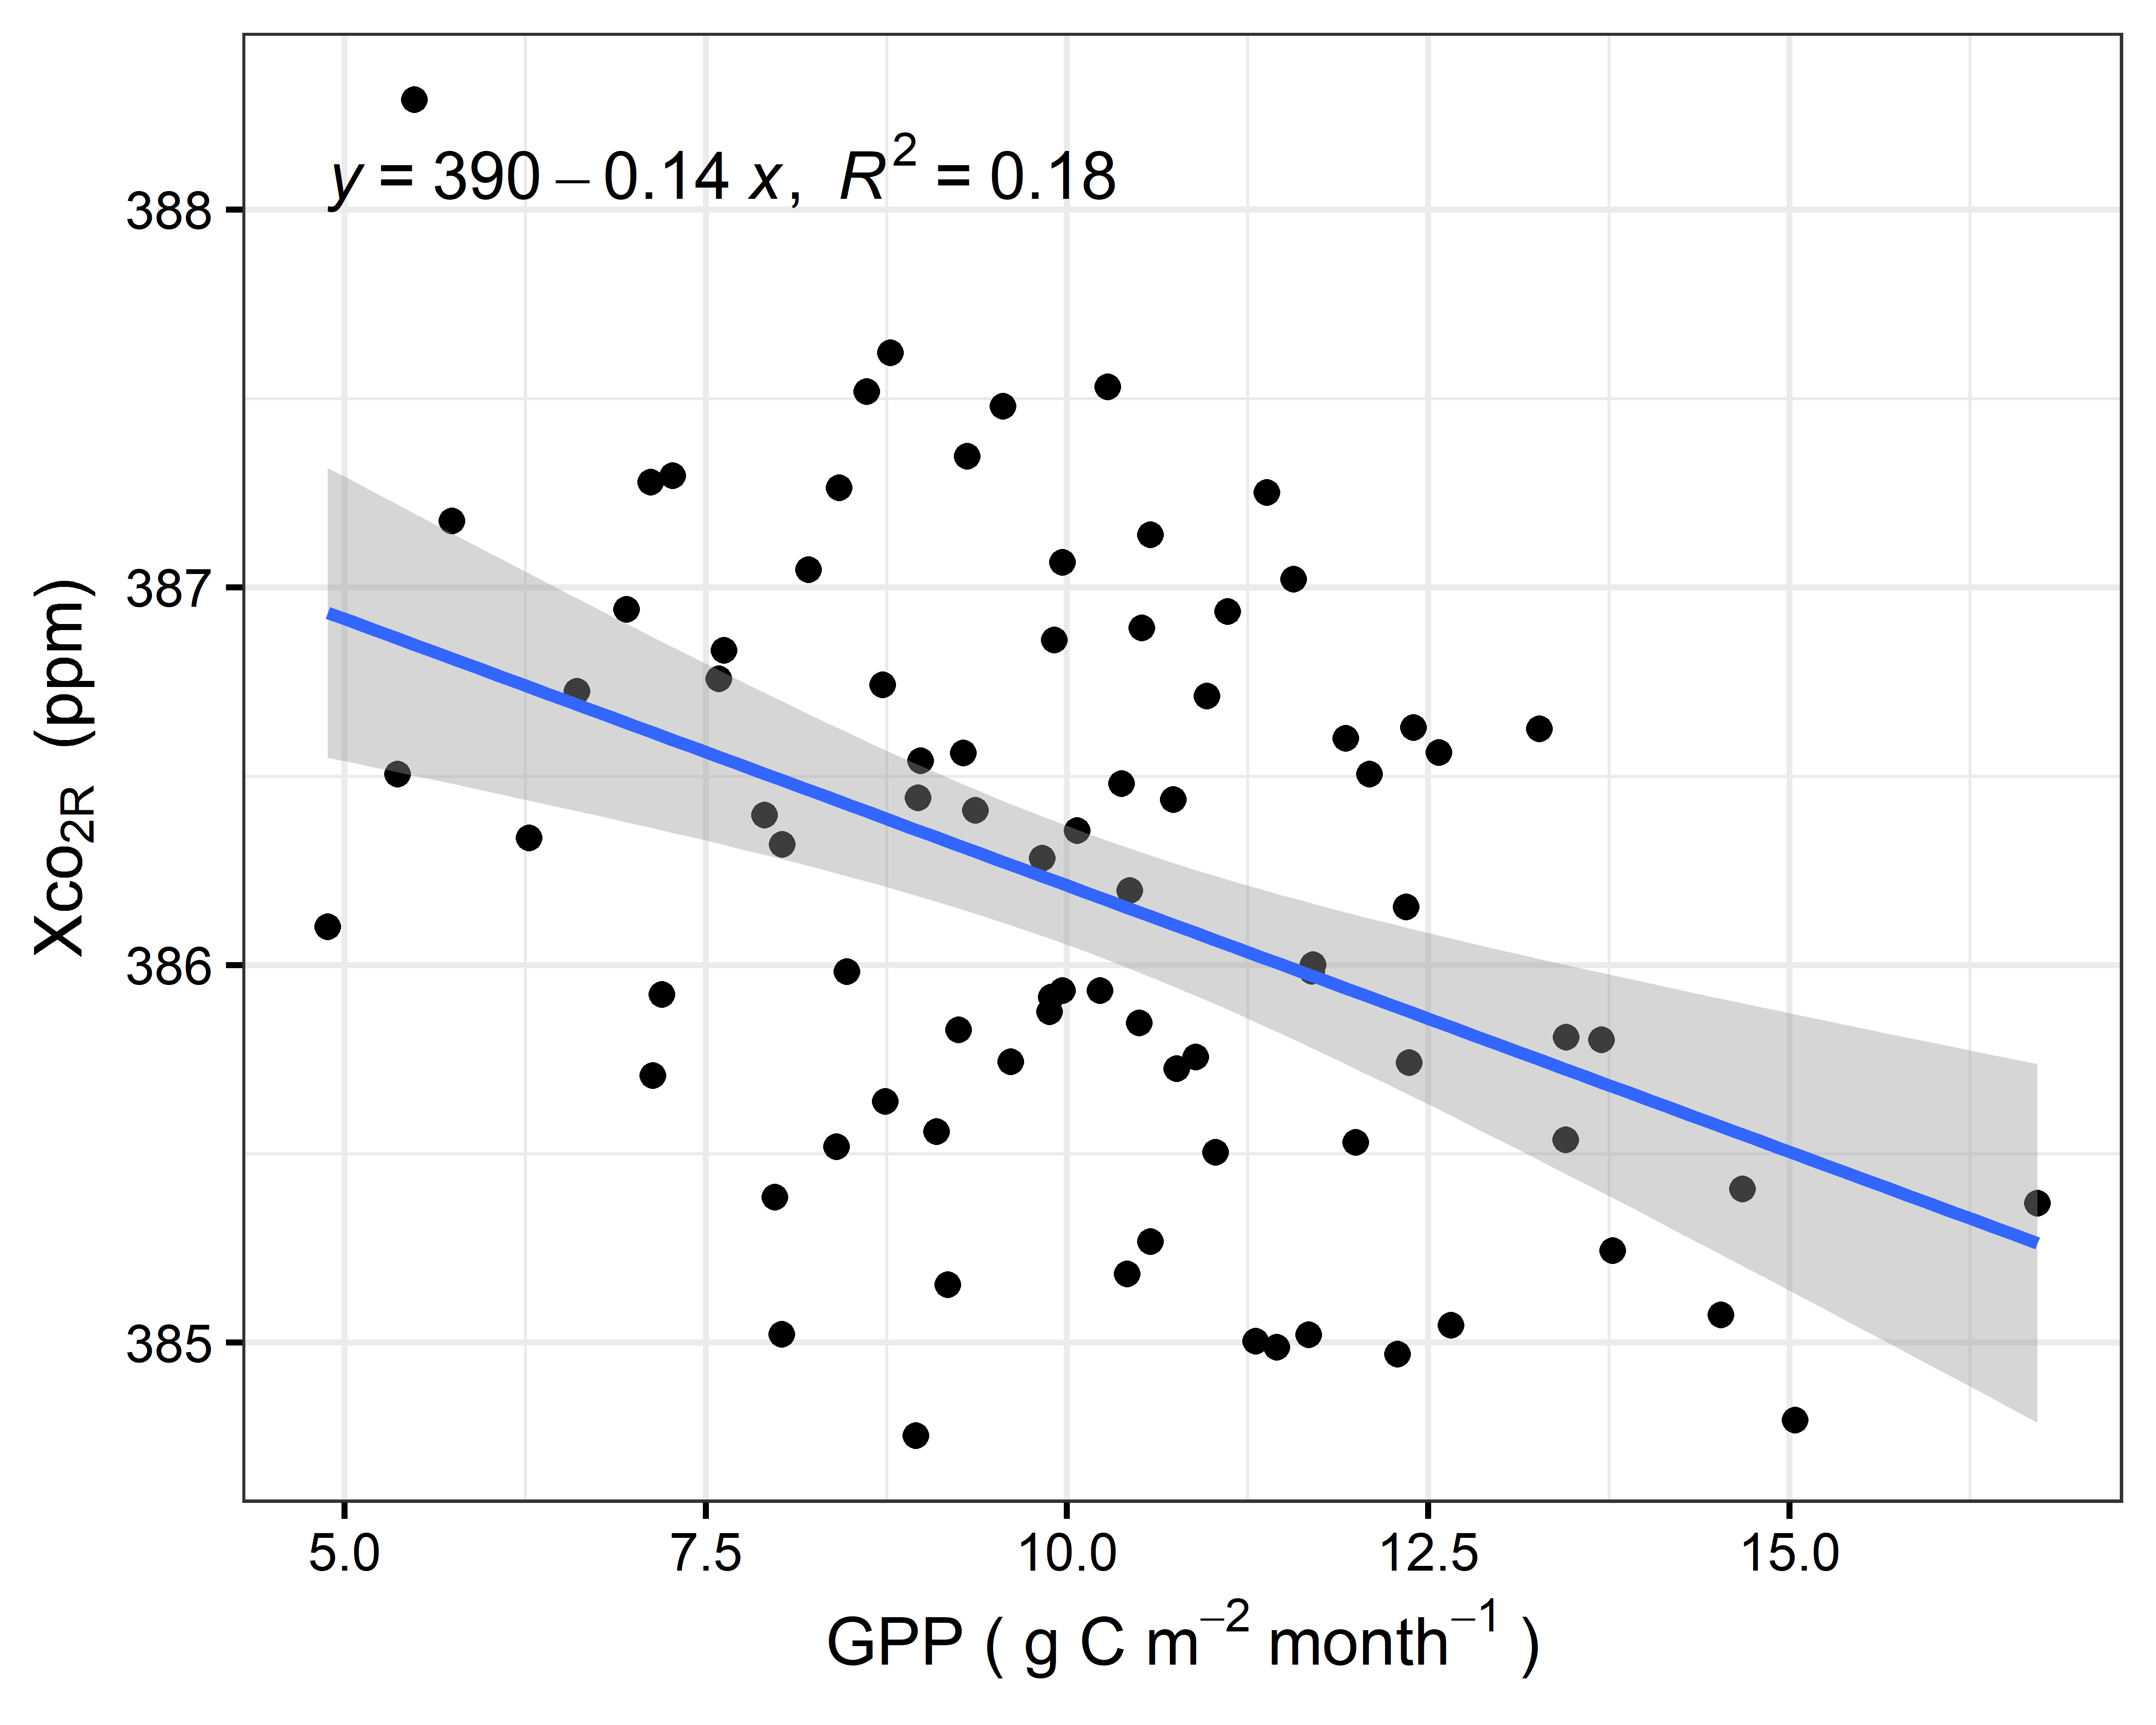 y = 390 – 0.14 x, R² = 0.18
388
387
386
385
Xco₂R (ppm)
5.0 7.5 10.0 12.5 15.0
GPP ( g C m⁻² month⁻¹ )